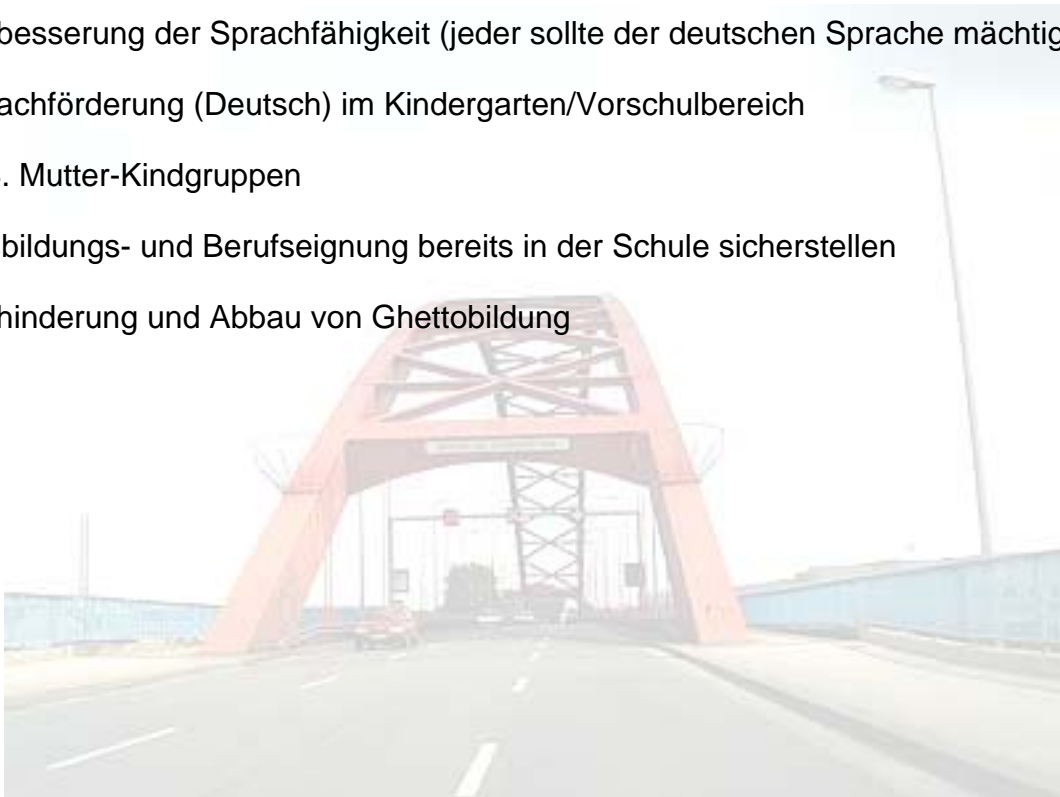 besserung der Sprachfähigkeit (jeder sollte der deutschen Sprache mächtig
achförderung (Deutsch) im Kindergarten/Vorschulbereich
. Mutter-Kindgruppen
bildungs- und Berufseignung bereits in der Schule sicherstellen
hinderung und Abbau von Ghettobildung